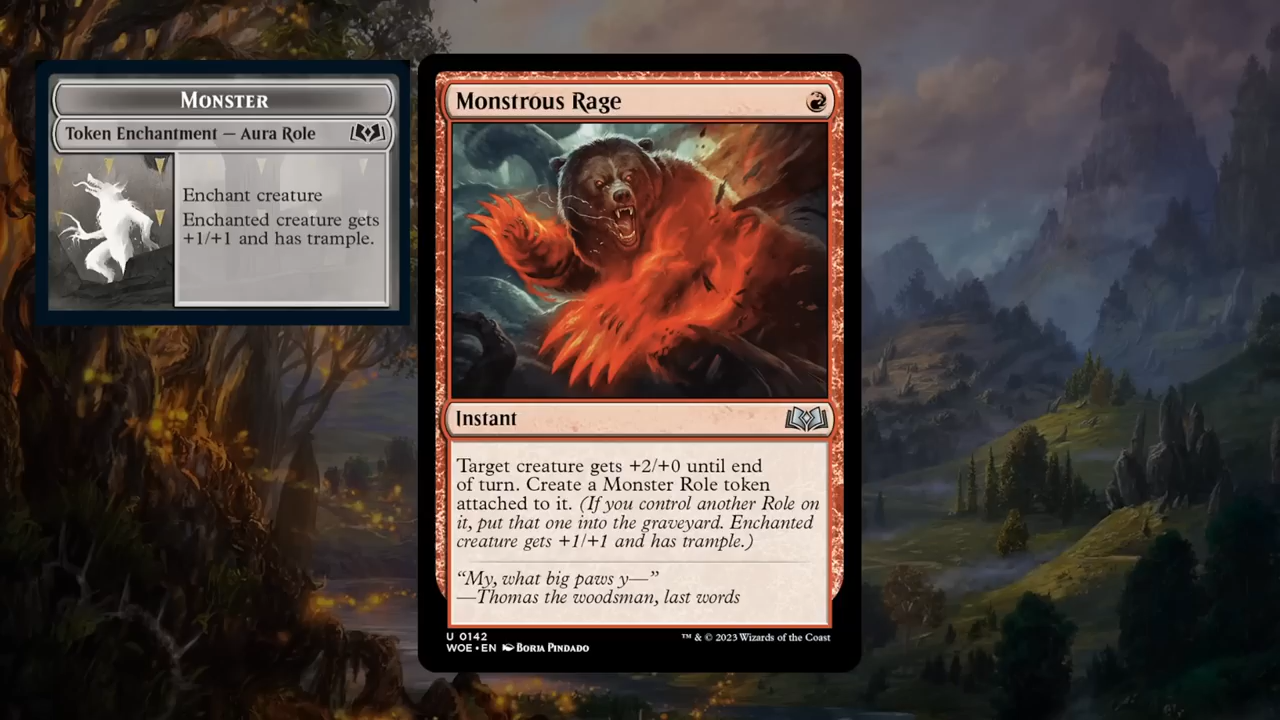 Monster
Token Enchantment — Aura Role
Enchant creature
Enchanted creature gets
+1/+1 and has trample.
Monstrous Rage
Instant
Target creature gets +2/+0 until end
of turn. Create a Monster Role token
attached to it. (If you control another Role on
it, put that one into the graveyard. Enchanted
creature gets +1/+1 and has trample.)
“My, what big paws y—”
—Thomas the woodsman, last words
U 0142
WOE • EN Borja Pindado
™ & © 2023 Wizards of the Coast